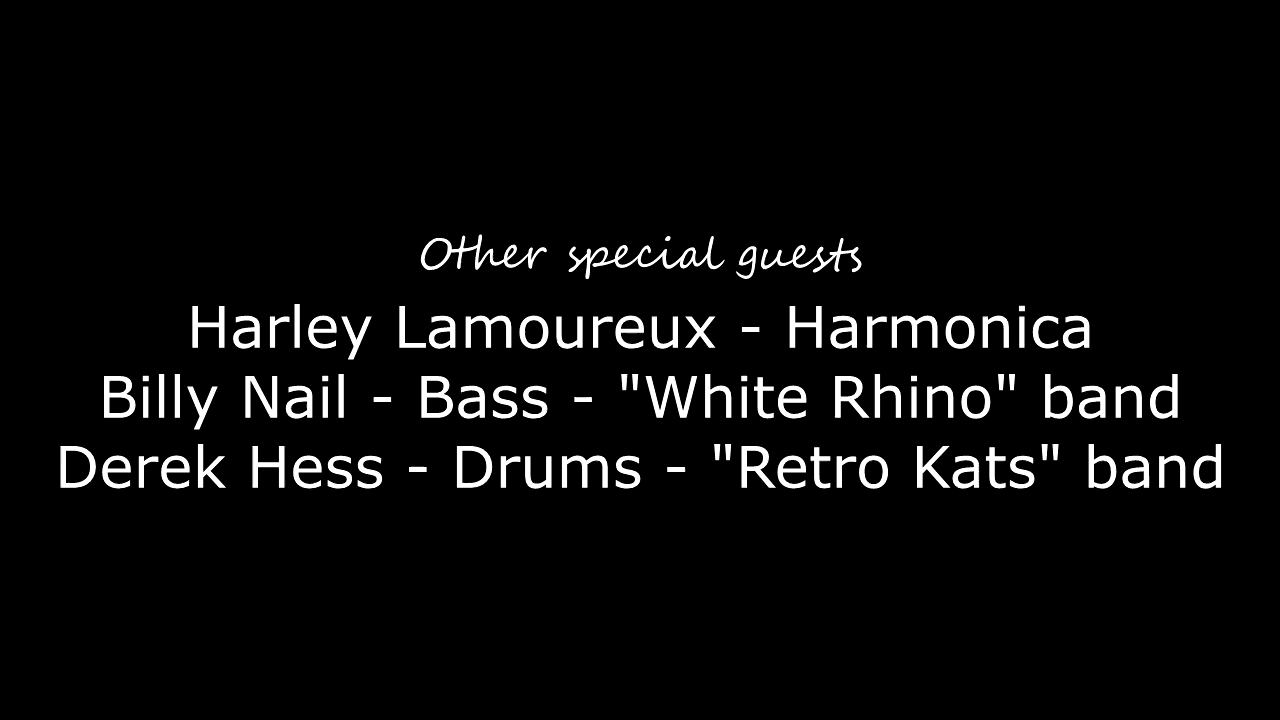 Other special guests
Harley Lamoureux - Harmonica
Billy Nail - Bass - "White Rhino" band
Derek Hess - Drums - "Retro Kats" band